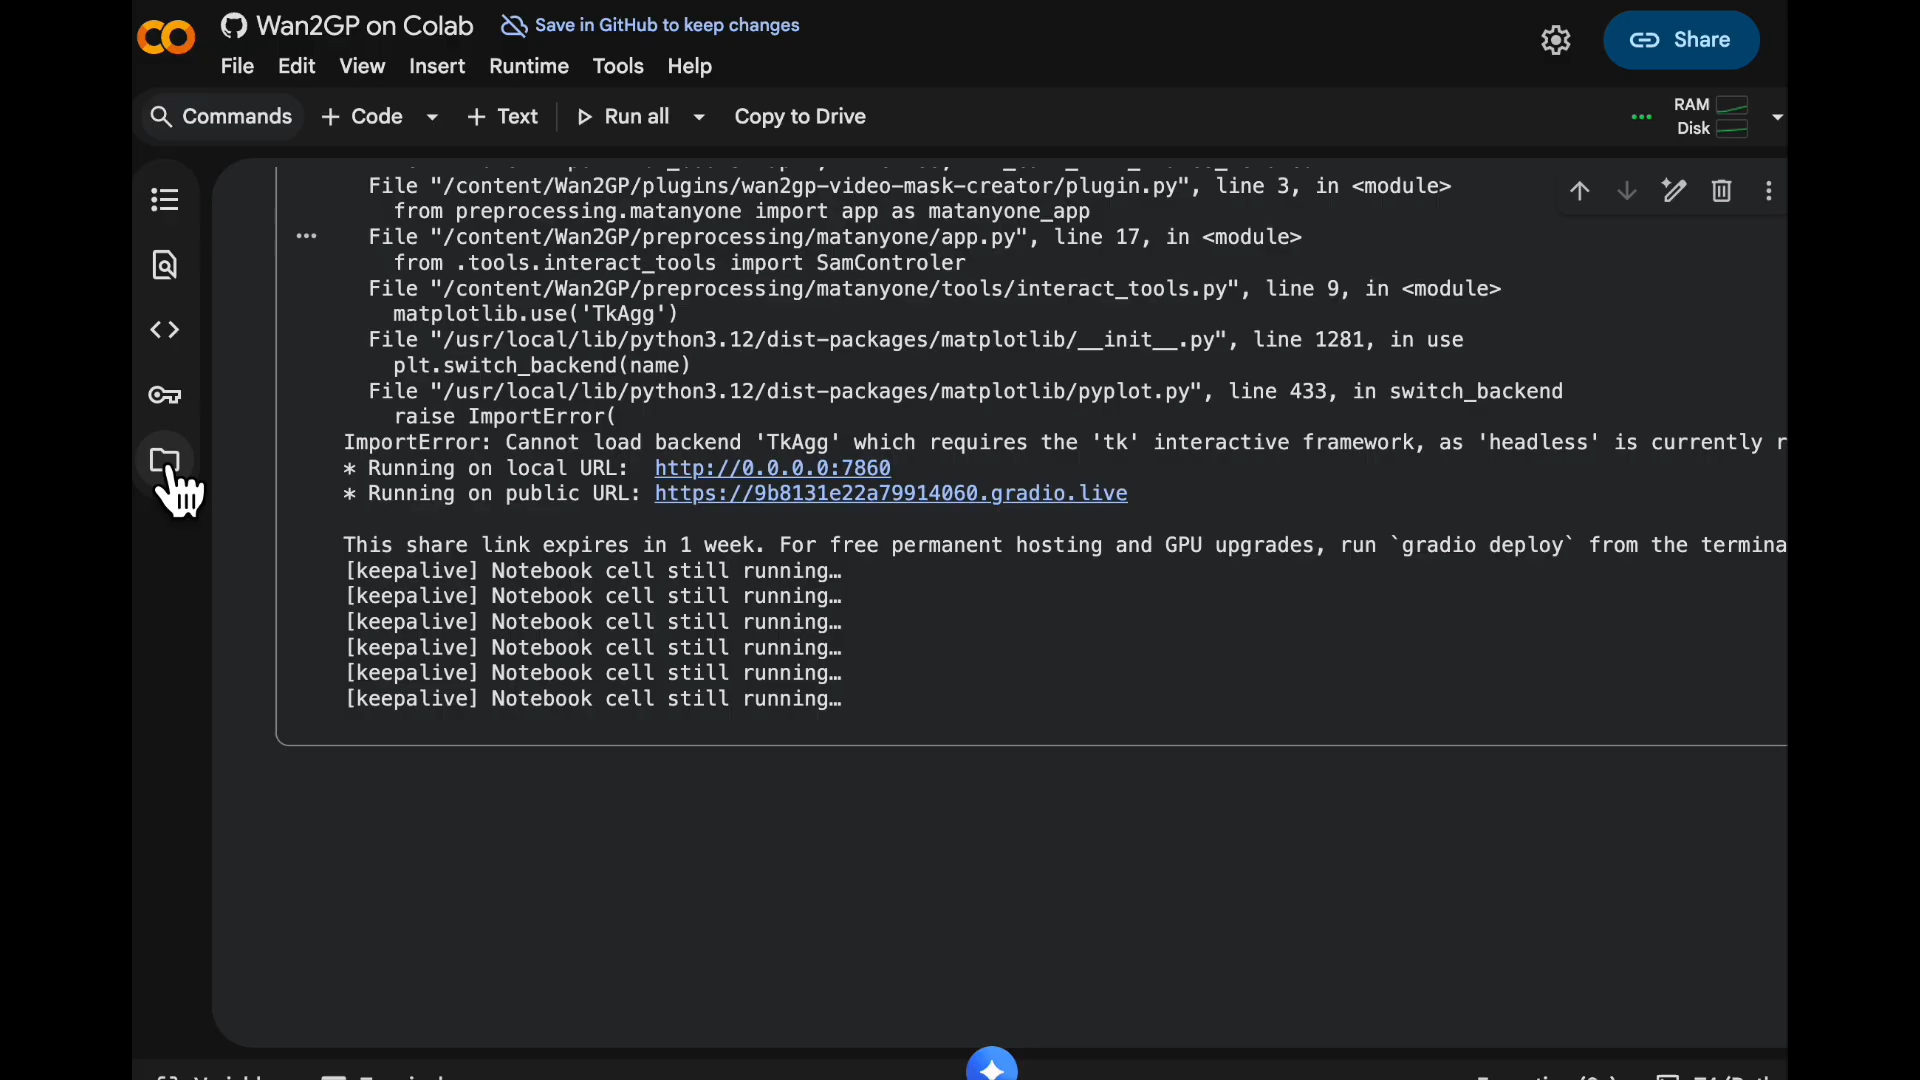 Wan2GP on Colab
Save in GitHub to keep changes
File Edit View Insert Runtime Tools Help
Share
Commands + Code + Text Run all Copy to Drive
RAM
Disk
File "/content/Wan2GP/plugins/wan2gp-video-mask-creator/plugin.py", line 3, in <module>
from preprocessing.matanyone import app as matanyone_app
File "/content/Wan2GP/preprocessing/matanyone/app.py", line 17, in <module>
from .tools.interact_tools import SamControler
File "/content/Wan2GP/preprocessing/matanyone/tools/interact_tools.py", line 9, in <module>
matplotlib.use('TkAgg')
File "/usr/local/lib/python3.12/dist-packages/matplotlib/__init__.py", line 1281, in use
plt.switch_backend(name)
File "/usr/local/lib/python3.12/dist-packages/matplotlib/pyplot.py", line 433, in switch_backend
raise ImportError(
ImportError: Cannot load backend 'TkAgg' which requires the 'tk' interactive framework, as 'headless' is currently r
* Running on local URL: http://0.0.0.0:7860
* Running on public URL: https://9b8131e22a79914060.gradio.live
This share link expires in 1 week. For free permanent hosting and GPU upgrades, run `gradio deploy` from the termina
[keepalive] Notebook cell still running…
[keepalive] Notebook cell still running…
[keepalive] Notebook cell still running…
[keepalive] Notebook cell still running…
[keepalive] Notebook cell still running…
[keepalive] Notebook cell still running…